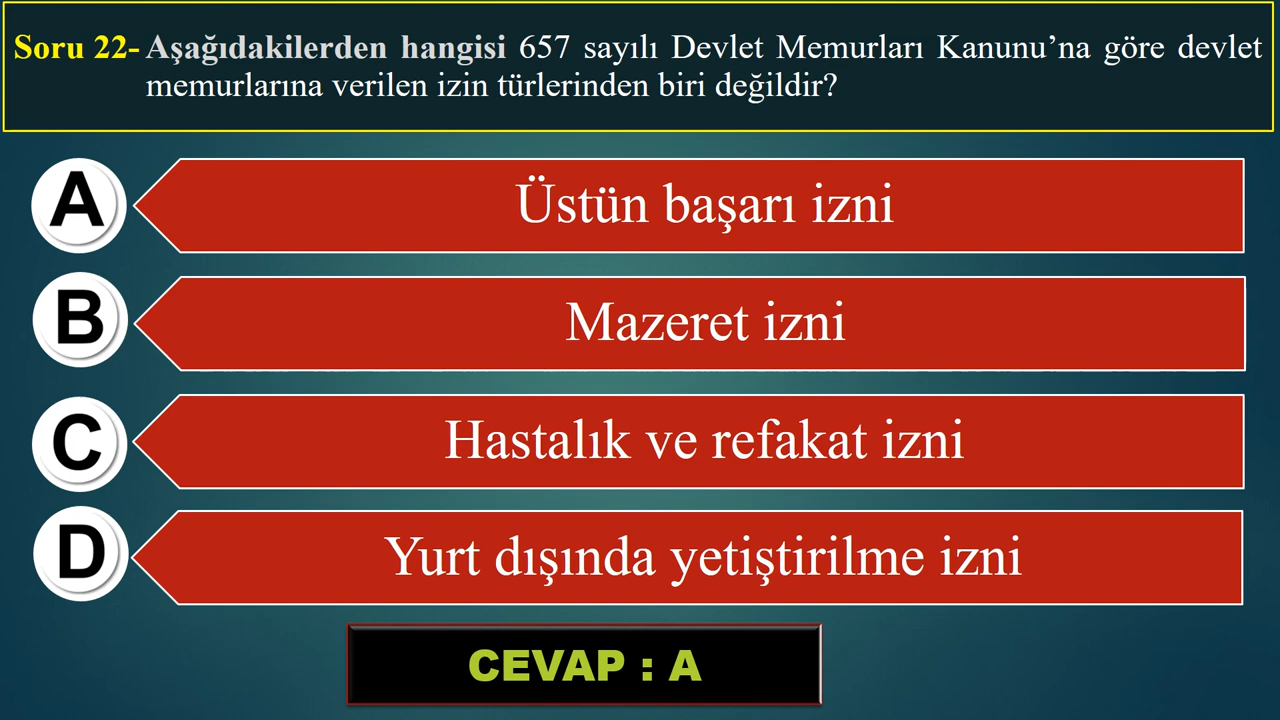 Soru 22- Aşağıdakilerden hangisi 657 sayılı Devlet Memurları Kanunu’na göre devlet
memurlarına verilen izin türlerinden biri değildir?
A Üstün başarı izni
B Mazeret izni
C Hastalık ve refakat izni
D Yurt dışında yetiştirilme izni
CEVAP : A